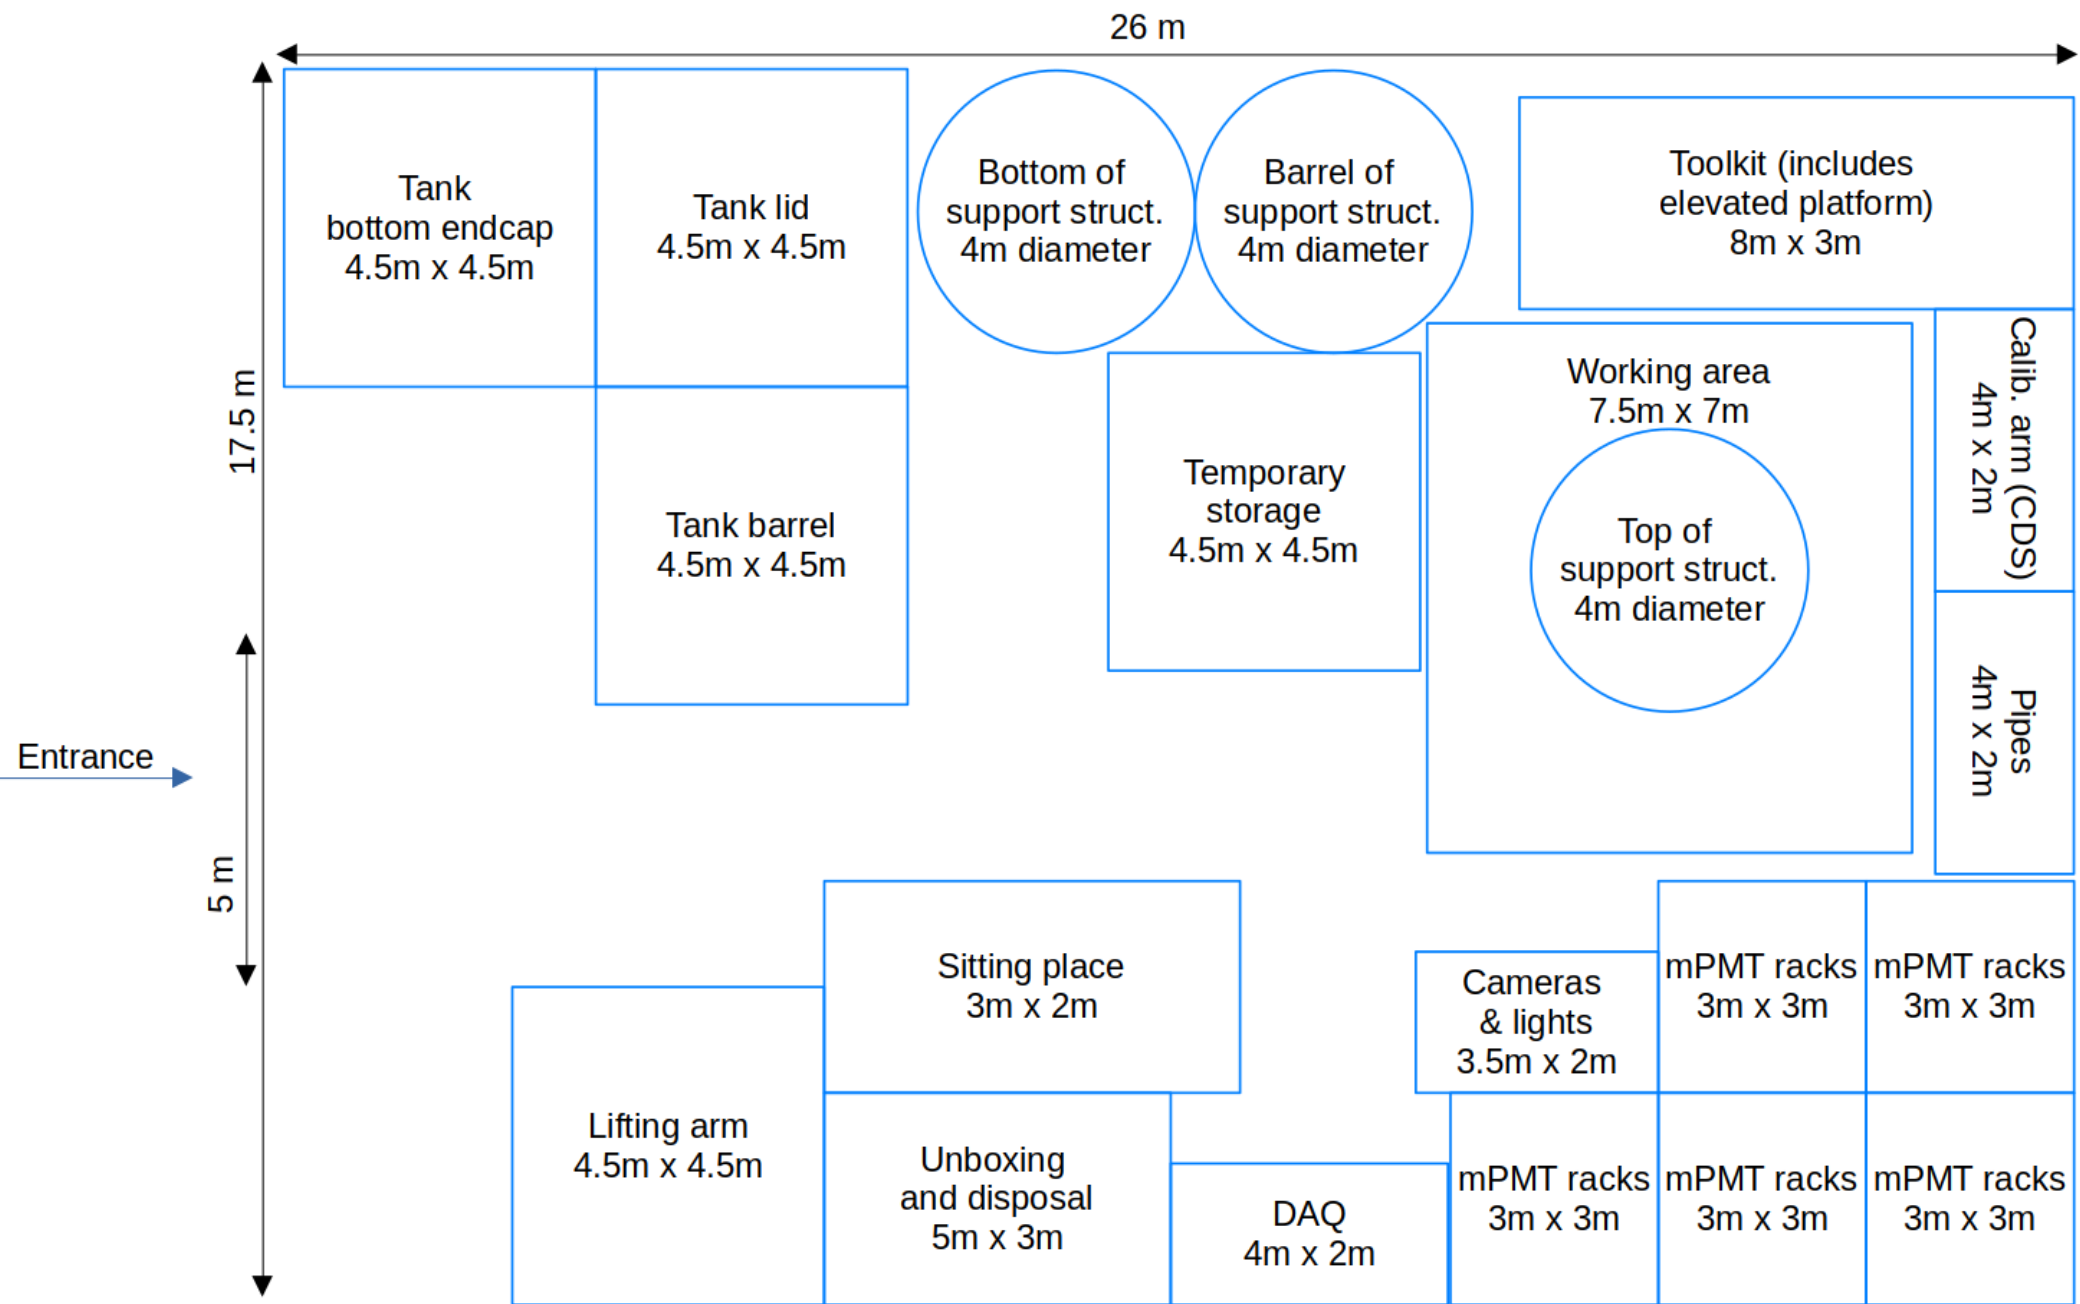 26 m
Tank
bottom endcap
4.5m x 4.5m
Tank lid
4.5m x 4.5m
Bottom of
support struct.
4m diameter
Barrel of
support struct.
4m diameter
Toolkit (includes
elevated platform)
8m x 3m
17.5 m
Tank barrel
4.5m x 4.5m
Temporary
storage
4.5m x 4.5m
Working area
7.5m x 7m
Top of
support struct.
4m diameter
Calib. arm (CDS)
4m x 2m
Pipes
4m x 2m
Entrance
5 m
Sitting place
3m x 2m
Cameras
& lights
3.5m x 2m
mPMT racks
3m x 3m
mPMT racks
3m x 3m
Lifting arm
4.5m x 4.5m
Unboxing
and disposal
5m x 3m
DAQ
4m x 2m
mPMT racks
3m x 3m
mPMT racks
3m x 3m
mPMT racks
3m x 3m